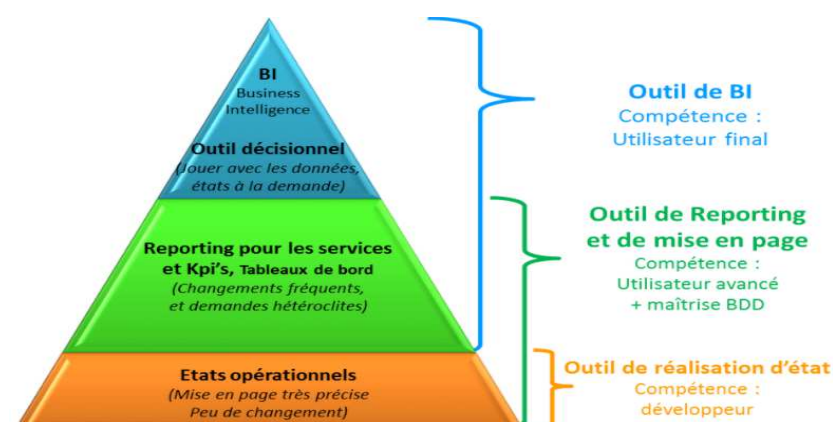 BI
Business
Intelligence
Outil décisionnel
(Jouer avec les données,
états à la demande)
Reporting pour les services
et Kpi's, Tableaux de bord
(Changements fréquents,
et demandes hétéroclites)
Etats opérationnels
(Mise en page très précise
Peu de changement)
Outil de BI
Compétence :
Utilisateur final
Outil de Reporting
et de mise en page
Compétence :
Utilisateur avancé
+ maîtrise BDD
Outil de réalisation d'état
Compétence :
développeur